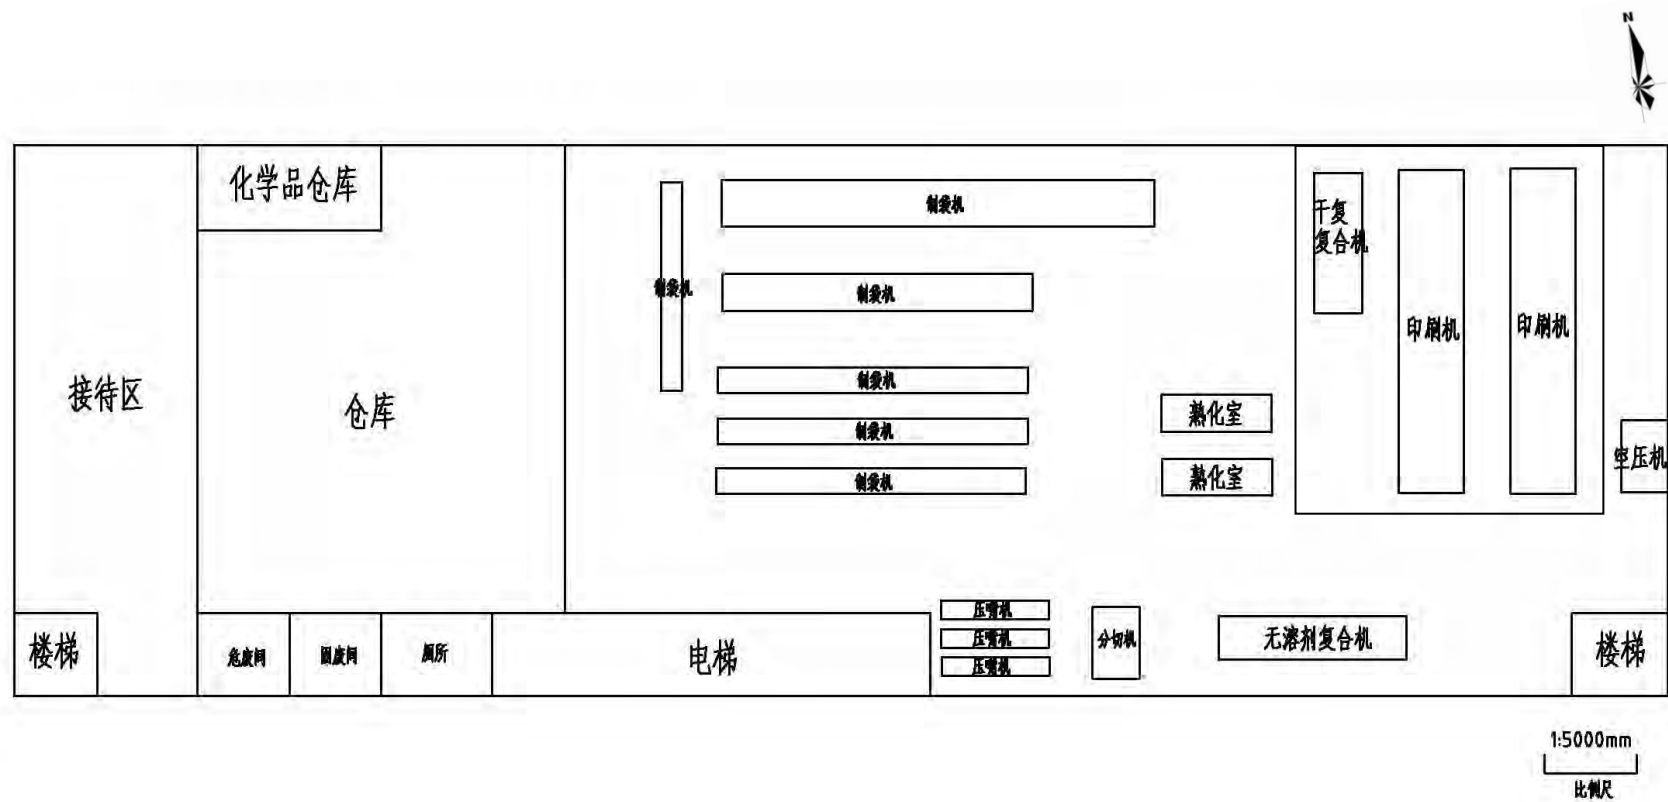 N
化学品仓库
制袋机
干复
复合机
制袋机
制袋机
印刷机
印刷机
接待区
仓库
制袋机
熟化室
制袋机
空压机
熟化室
制袋机
压嘴机
楼梯
危废间
固废间
厕所
电梯
压嘴机
分切机
无溶剂复合机
楼梯
压嘴机
1:5000mm
比例尺